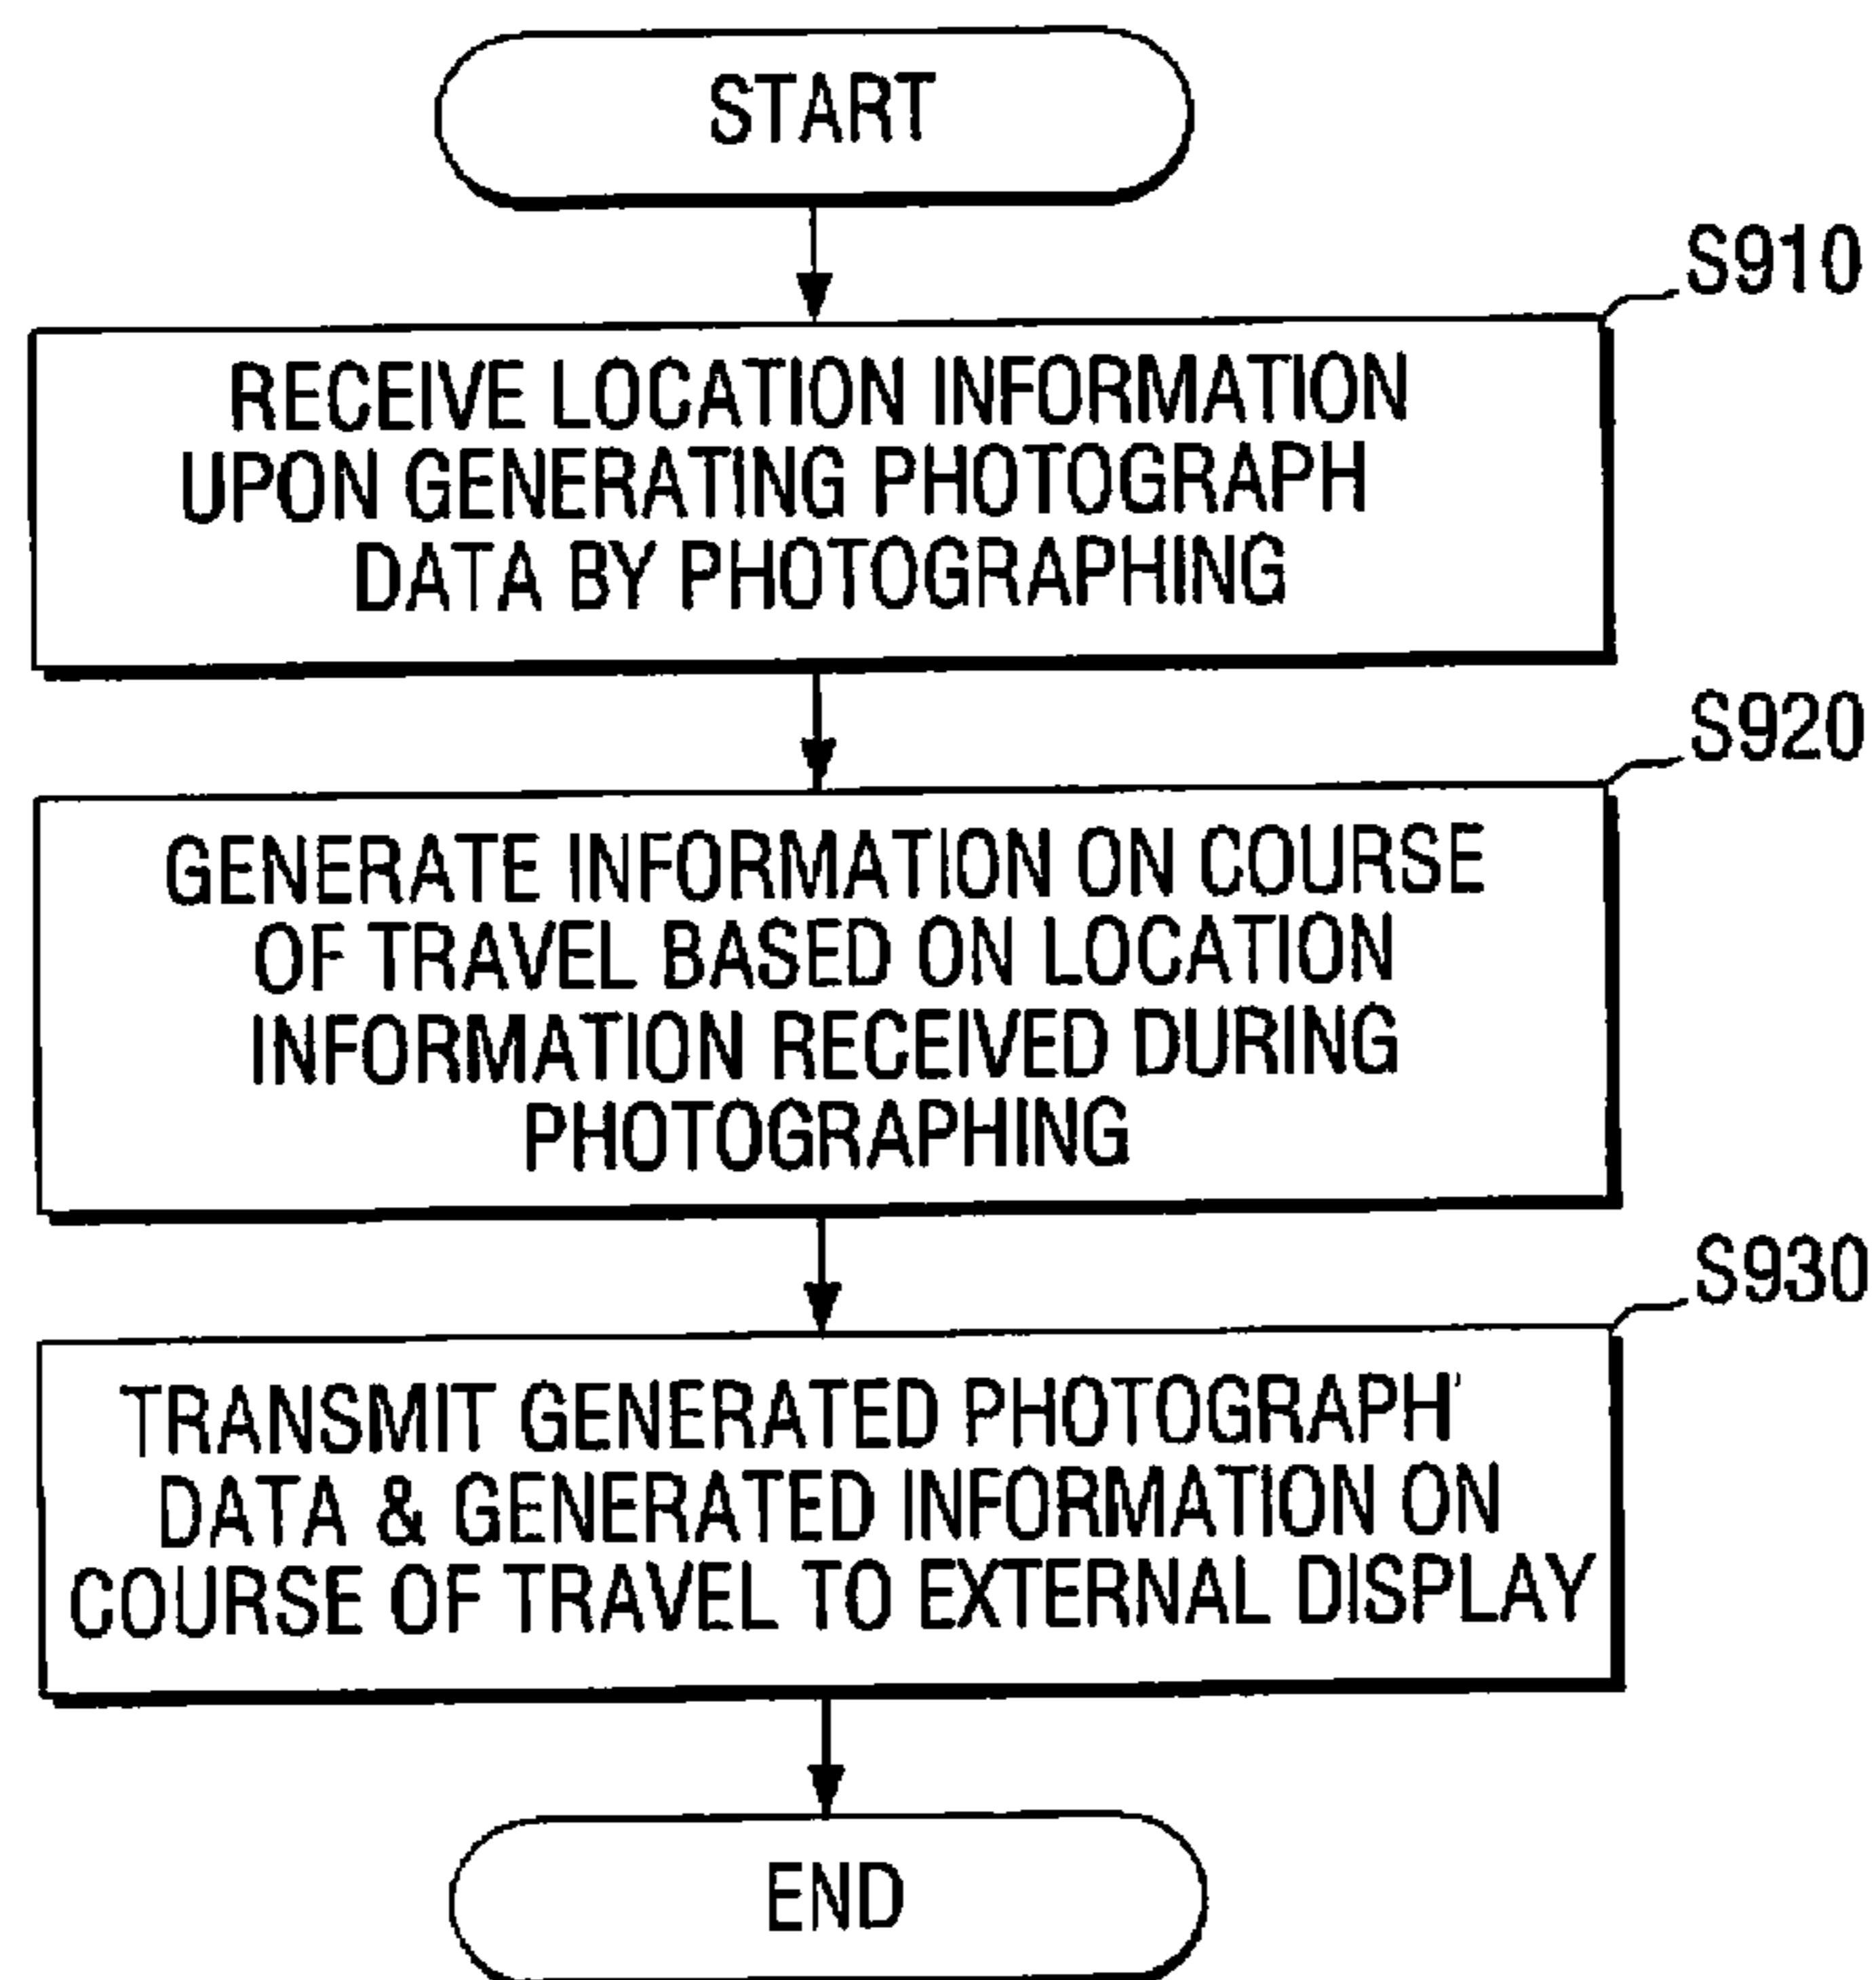 START
S910
RECEIVE LOCATION INFORMATION
UPON GENERATING PHOTOGRAPH
DATA BY PHOTOGRAPHING
S920
GENERATE INFORMATION ON COURSE
OF TRAVEL BASED ON LOCATION
INFORMATION RECEIVED DURING
PHOTOGRAPHING
S930
TRANSMIT GENERATED PHOTOGRAPH
DATA & GENERATED INFORMATION ON
COURSE OF TRAVEL TO EXTERNAL DISPLAY
END